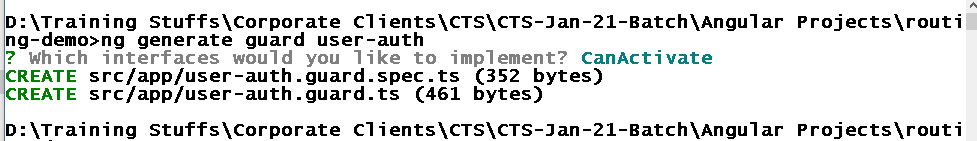 D:\Training Stuffs\Corporate Clients\CTS\CTS-Jan-21-Batch\Angular Projects\routi
ng-demo>ng generate guard user-auth
? Which interfaces would you like to implement? CanActivate
CREATE src/app/user-auth.guard.spec.ts (352 bytes)
CREATE src/app/user-auth.guard.ts (461 bytes)
D:\Training Stuffs\Corporate Clients\CTS\CTS-Jan-21-Batch\Angular Projects\routi